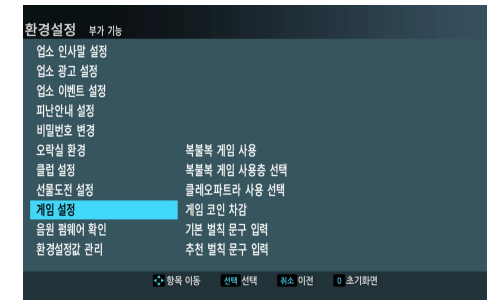 환경설정 부가 기능
업소 인사말 설정
업소 광고 설정
업소 이벤트 설정
피난안내 설정
비밀번호 변경
오락실 환경 복불복 게임 사용
클럽 설정 복불복 게임 사용층 선택
선물도전 설정 클레오파트라 사용 선택
게임 설정 게임 코인 차감
음원 펌웨어 확인 기본 벌칙 문구 입력
환경설정값 관리 추천 벌칙 문구 입력
항목 이동 선택 선택 취소 이전 0 초기화면